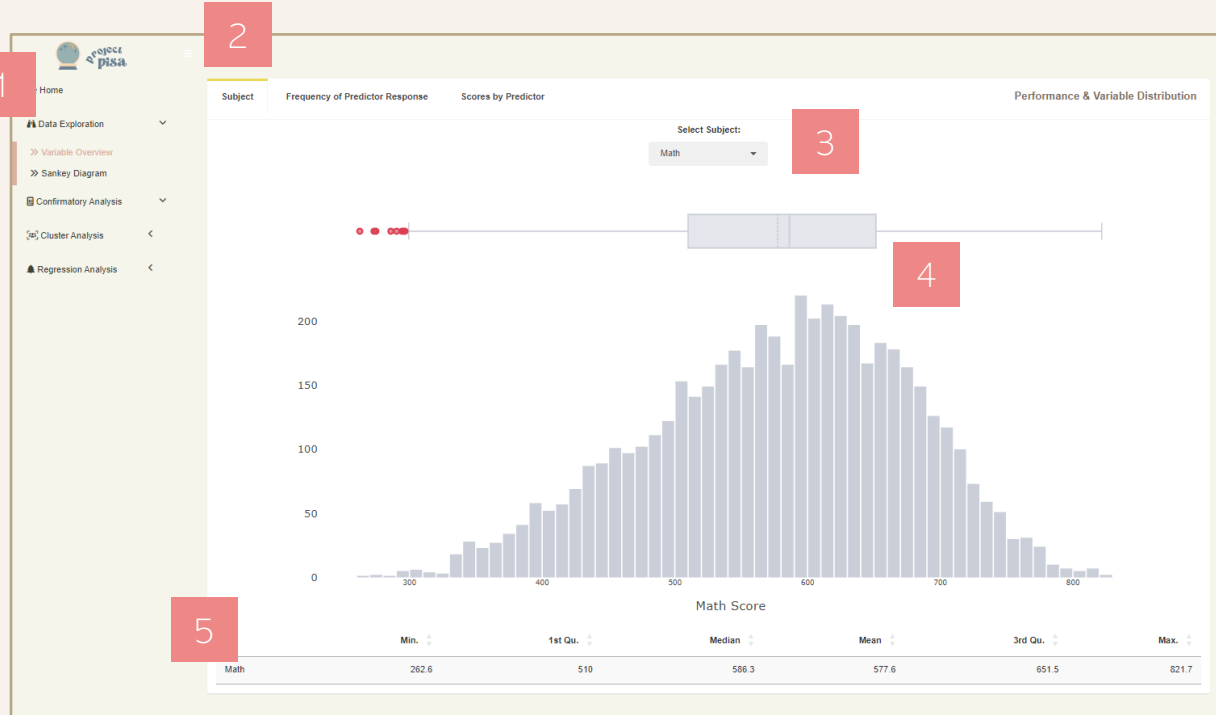 2
project
pisa
1
Home
Subject Frequency of Predictor Response Scores by Predictor Performance & Variable Distribution
Data Exploration
Select Subject:
3
Math
Variable Overview
Sankey Diagram
Confirmatory Analysis
Cluster Analysis
Regression Analysis
4
200
150
100
50
0
300 400 500 600 700 800
Math Score
5
Min. 1st Qu. Median Mean 3rd Qu. Max.
Math 262.6 510 586.3 577.6 651.5 821.7